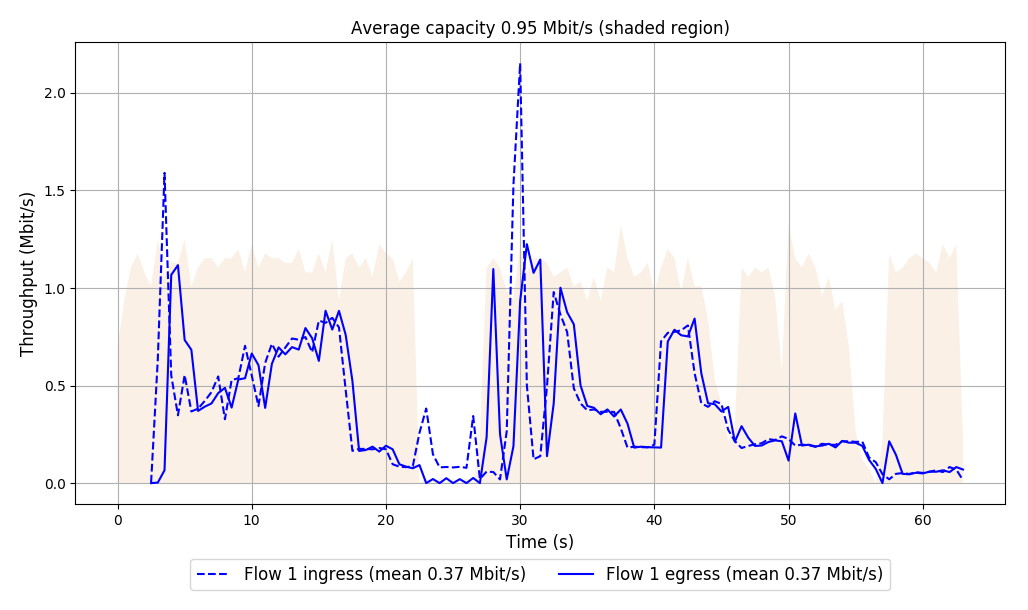 Average capacity 0.95 Mbit/s (shaded region)
Throughput (Mbit/s)
2.0
1.5
1.0
0.5
0.0
0 10 20 30 40 50 60
Time (s)
Flow 1 ingress (mean 0.37 Mbit/s) Flow 1 egress (mean 0.37 Mbit/s)